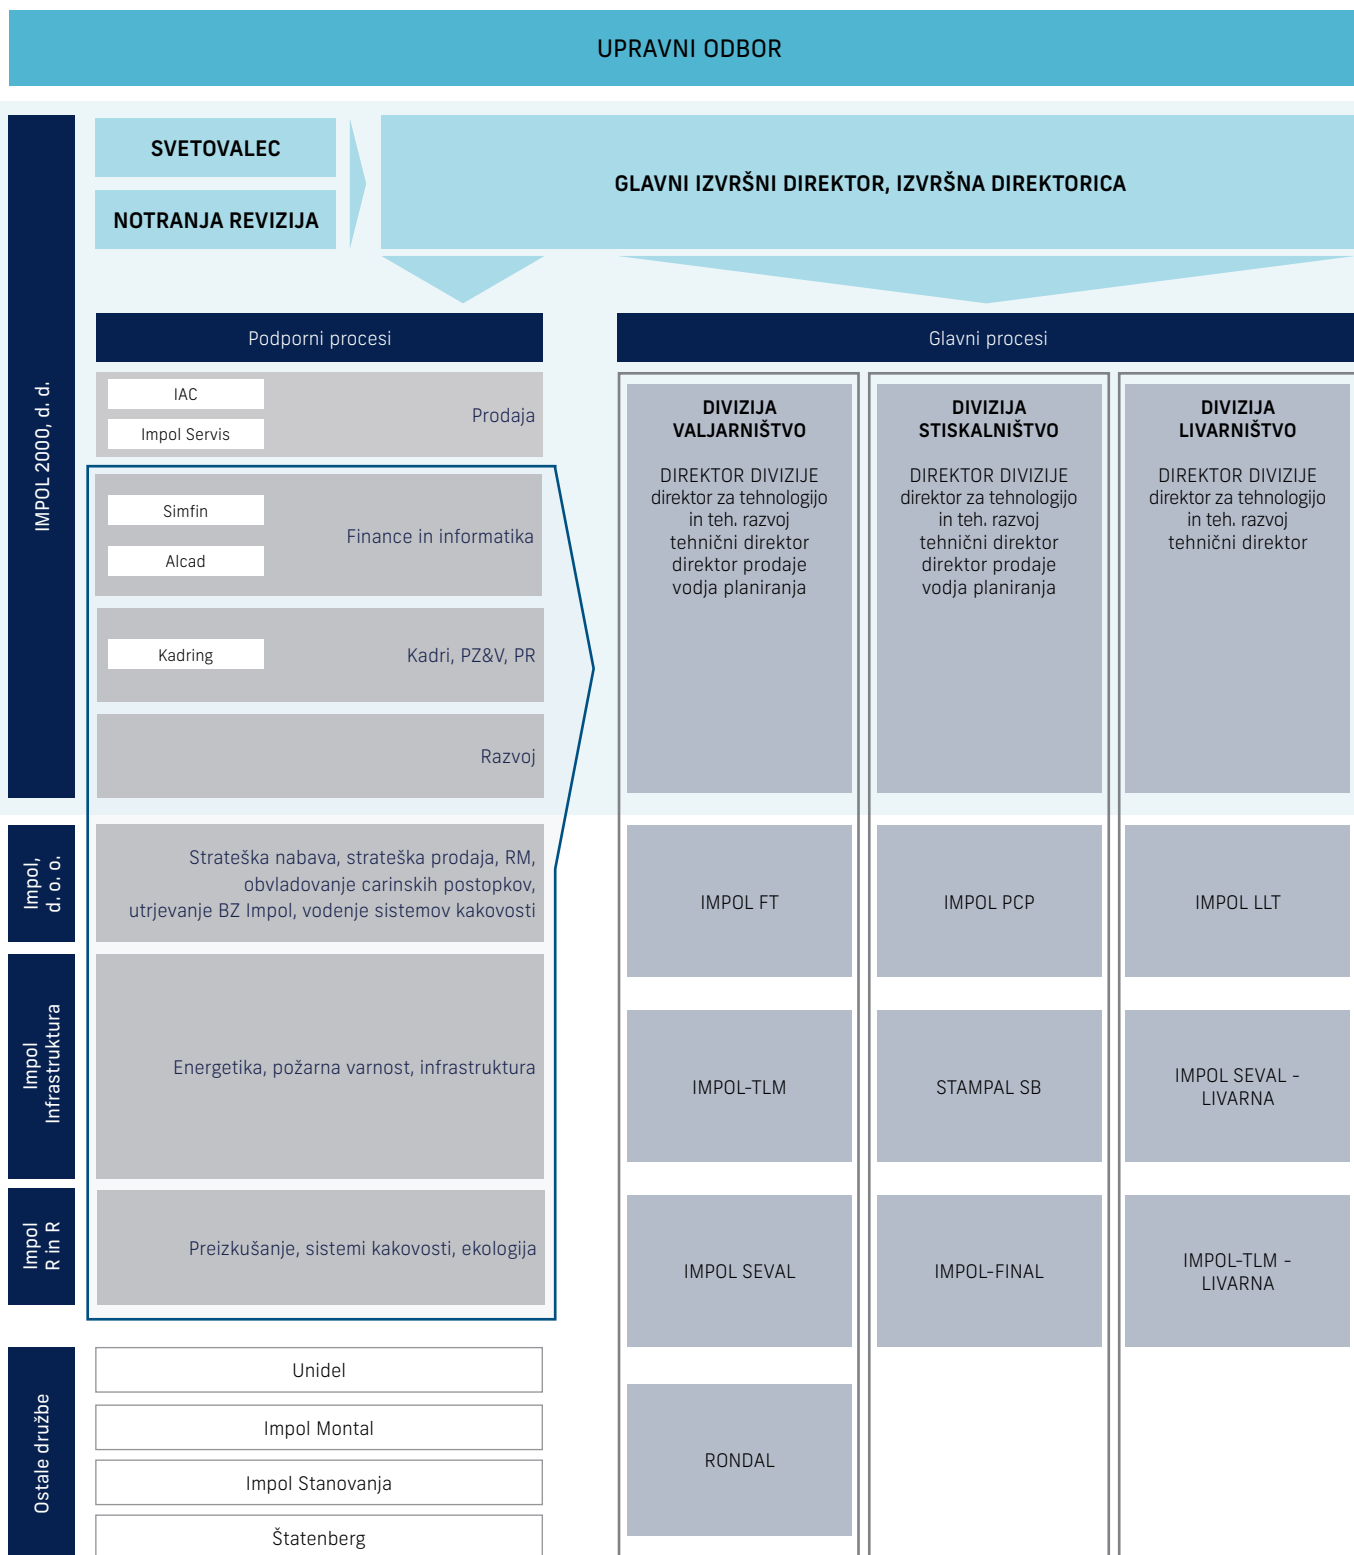 UPRAVNI ODBOR
IMPOL 2000, d. d.
SVETOVALEC
NOTRANJA REVIZIJA
GLAVNI IZVRŠNI DIREKTOR, IZVRŠNA DIREKTORICA
Podporni procesi
IAC
Impol Servis
Prodaja
Simfin
Alcad
Finance in informatika
Kadring
Kadri, PZ&V, PR
Razvoj
Impol,
d. o. o.
Strateška nabava, strateška prodaja, RM,
obvladovanje carinskih postopkov,
utrjevanje BZ Impol, vodenje sistemov kakovosti
Impol
Infrastruktura
Energetika, požarna varnost, infrastruktura
Impol
R in R
Preizkušanje, sistemi kakovosti, ekologija
Ostale družbe
Unidel
Impol Montal
Impol Stanovanja
Štatenberg
Glavni procesi
DIVIZIJA
VALJARNIŠTVO
DIREKTOR DIVIZIJE
direktor za tehnologijo
in teh. razvoj
tehnični direktor
direktor prodaje
vodja planiranja
IMPOL FT
IMPOL-TLM
IMPOL SEVAL
RONDAL
DIVIZIJA
STISKALNIŠTVO
DIREKTOR DIVIZIJE
direktor za tehnologijo
in teh. razvoj
tehnični direktor
direktor prodaje
vodja planiranja
IMPOL PCP
STAMPAL SB
IMPOL-FINAL
DIVIZIJA
LIVARNIŠTVO
DIREKTOR DIVIZIJE
direktor za tehnologijo
in teh. razvoj
tehnični direktor
IMPOL LLT
IMPOL SEVAL -
LIVARNA
IMPOL-TLM -
LIVARNA